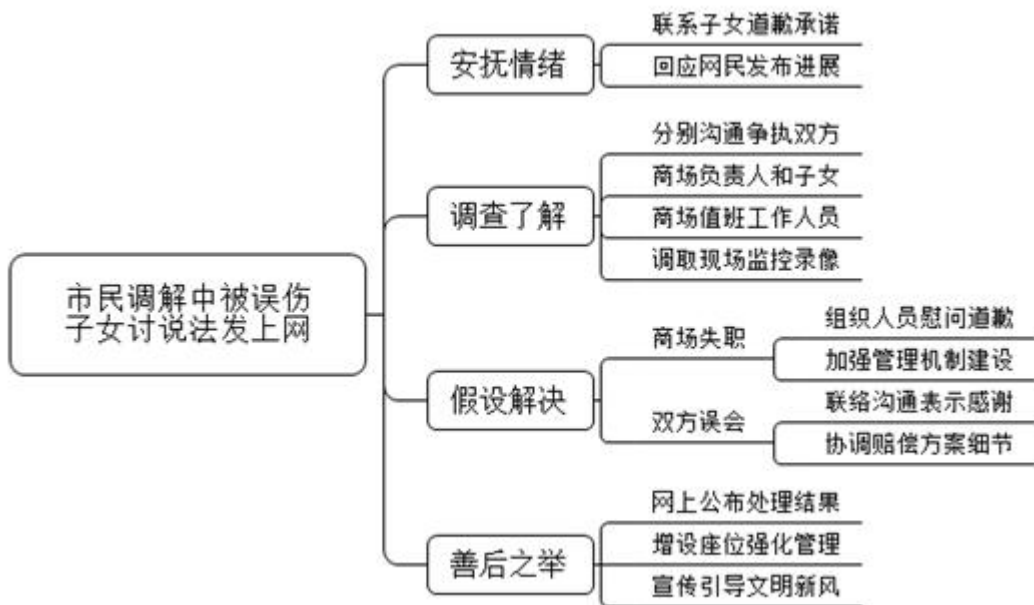 市民调解中被误伤
子女讨说法发上网
安抚情绪
联系子女道歉承诺
回应网民发布进展
调查了解
分别沟通争执双方
商场负责人和子女
商场值班工作人员
调取现场监控录像
假设解决
商场失职
组织人员慰问道歉
加强管理机制建设
双方误会
联络沟通表示感谢
协调赔偿方案细节
善后之举
网上公布处理结果
增设座位强化管理
宣传引导文明新风